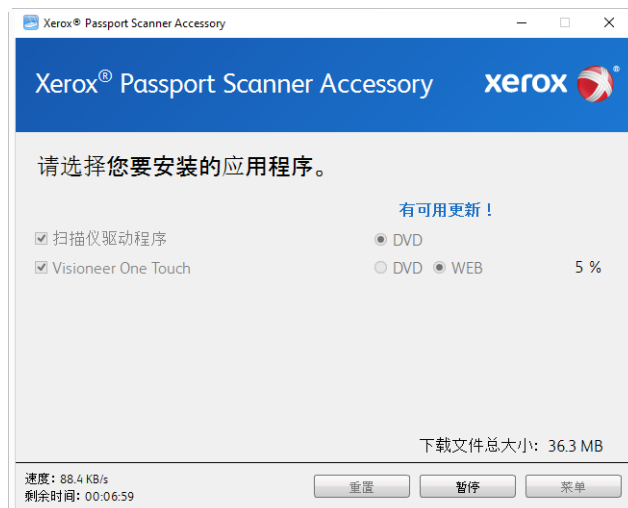 Xerox® Passport Scanner Accessory
Xerox® Passport Scanner Accessory
xerox®
请选择您要安装的应用程序。
有可用更新！
扫描仪驱动程序 DVD
Visioneer One Touch DVD WEB 5 %
下载文件总大小: 36.3 MB
速度: 88.4 KB/s
剩余时间: 00:06:59
重置 暂停 菜单